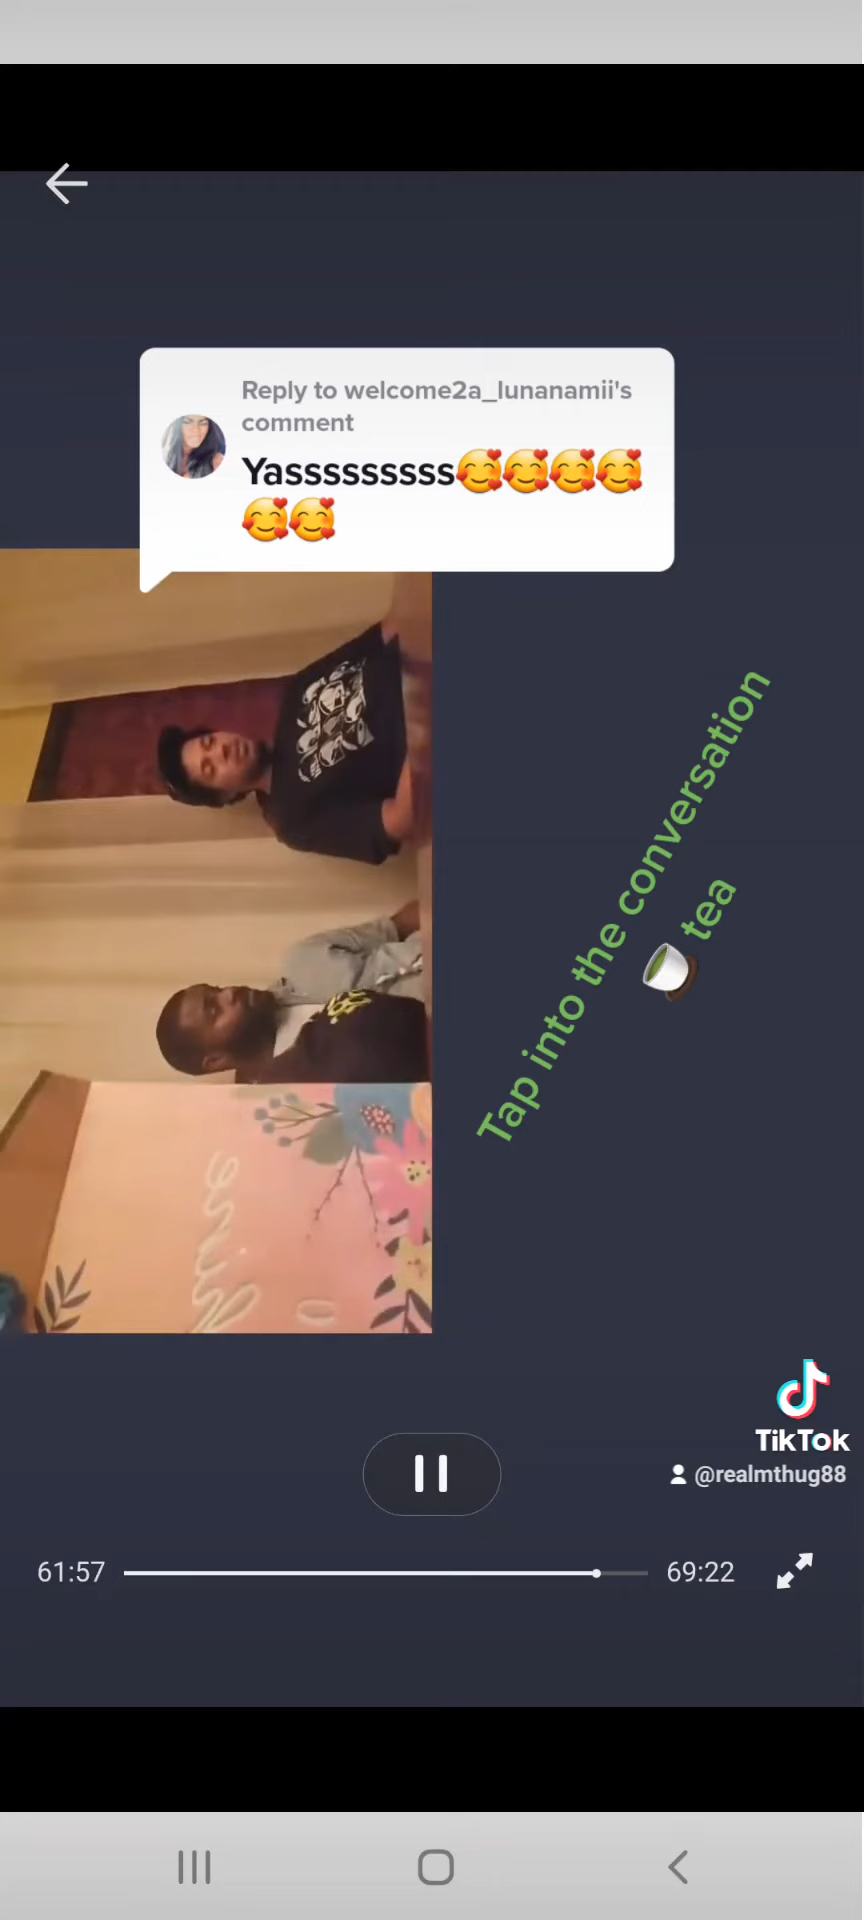 Reply to welcome2a_lunanamii's
comment
Yasssssssss🥰🥰🥰🥰
🥰🥰
Tap into the conversation
🍵 tea
TikTok
@realmthug88
61:57
69:22